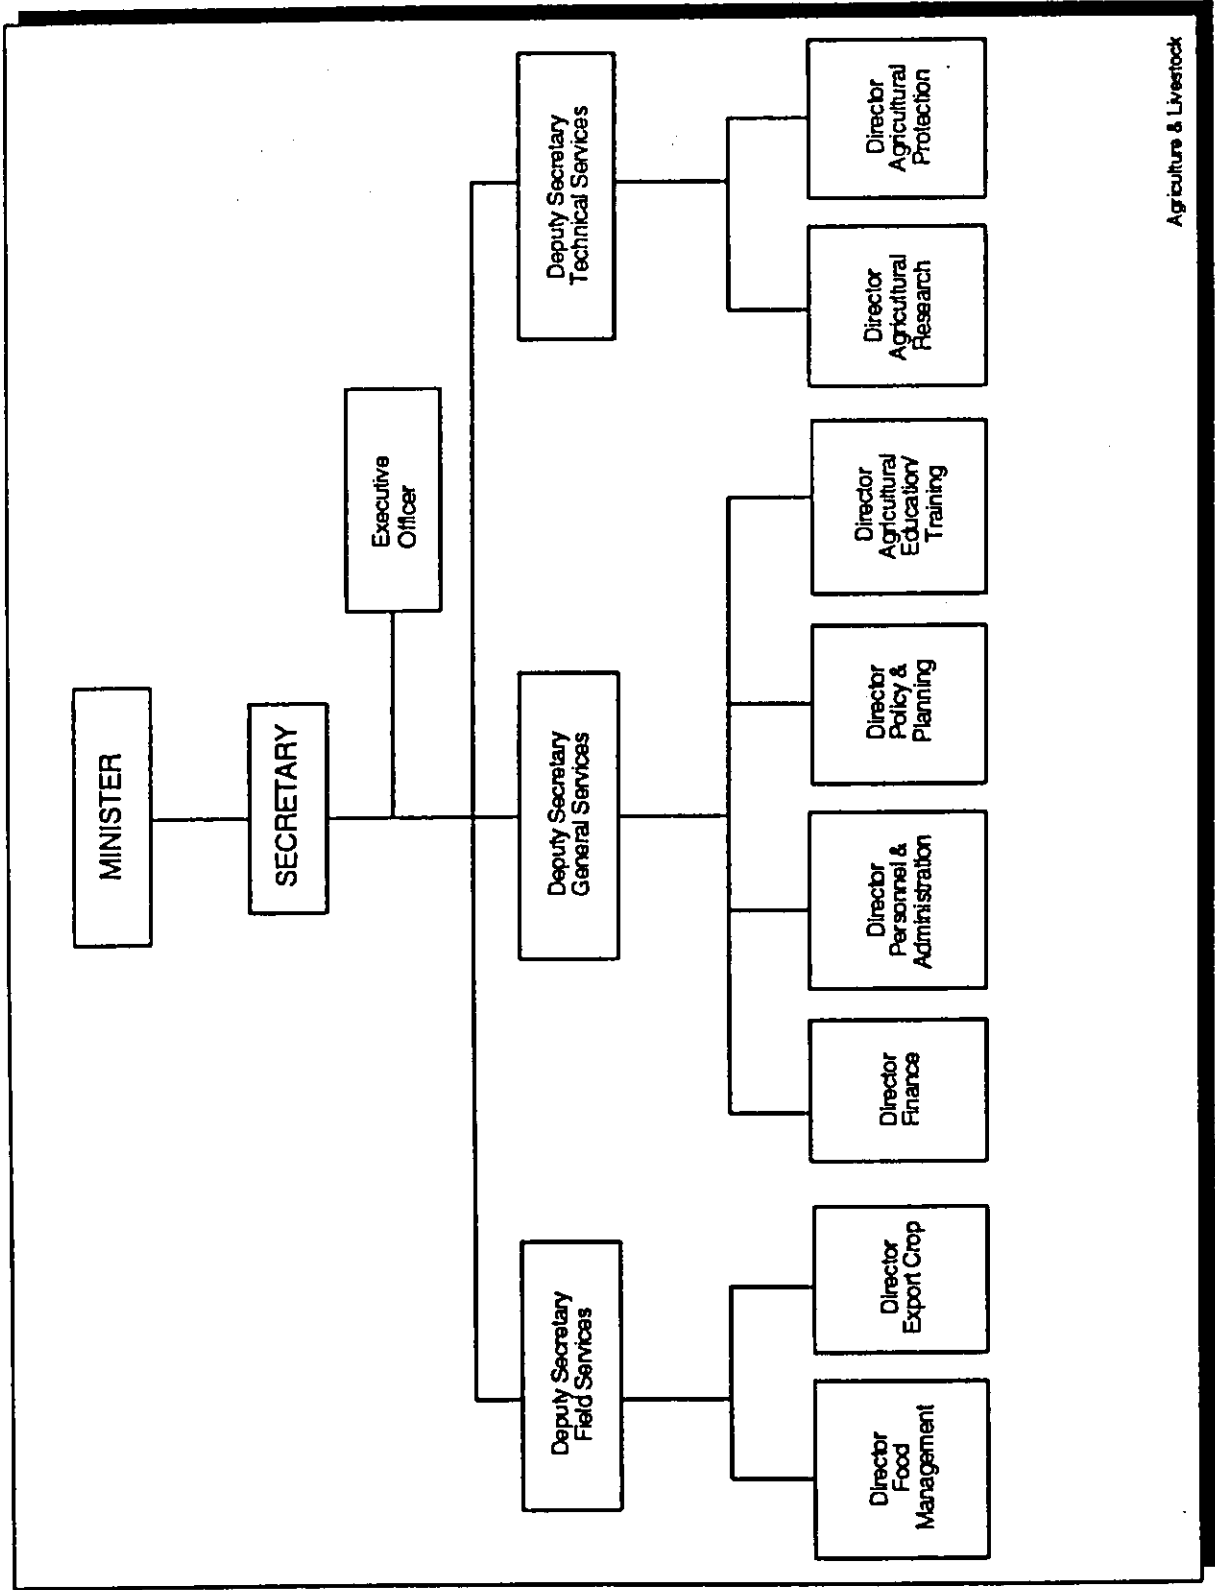 MINISTER
SECRETARY
Executive
Officer
Deputy Secretary
Field Services
Deputy Secretary
General Services
Deputy Secretary
Technical Services
Director
Food
Management
Director
Export Crop
Director
Finance
Director
Personnel &
Administration
Director
Policy &
Planning
Director
Agricultural
Education/
Training
Director
Agricultural
Research
Director
Agricultural
Protection
Agriculture & Livestock